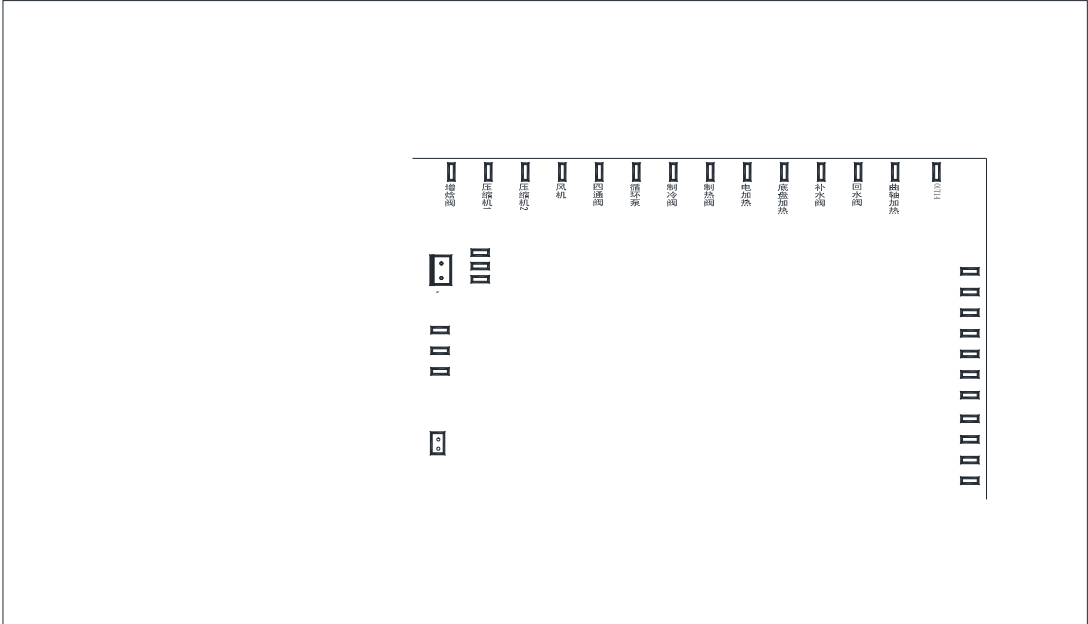 增焓阀
压缩机1
压缩机2
风机
四通阀
循环泵
制冷阀
制热阀
电加热
底盘加热
补水阀
回水阀
曲轴加热
OUT14